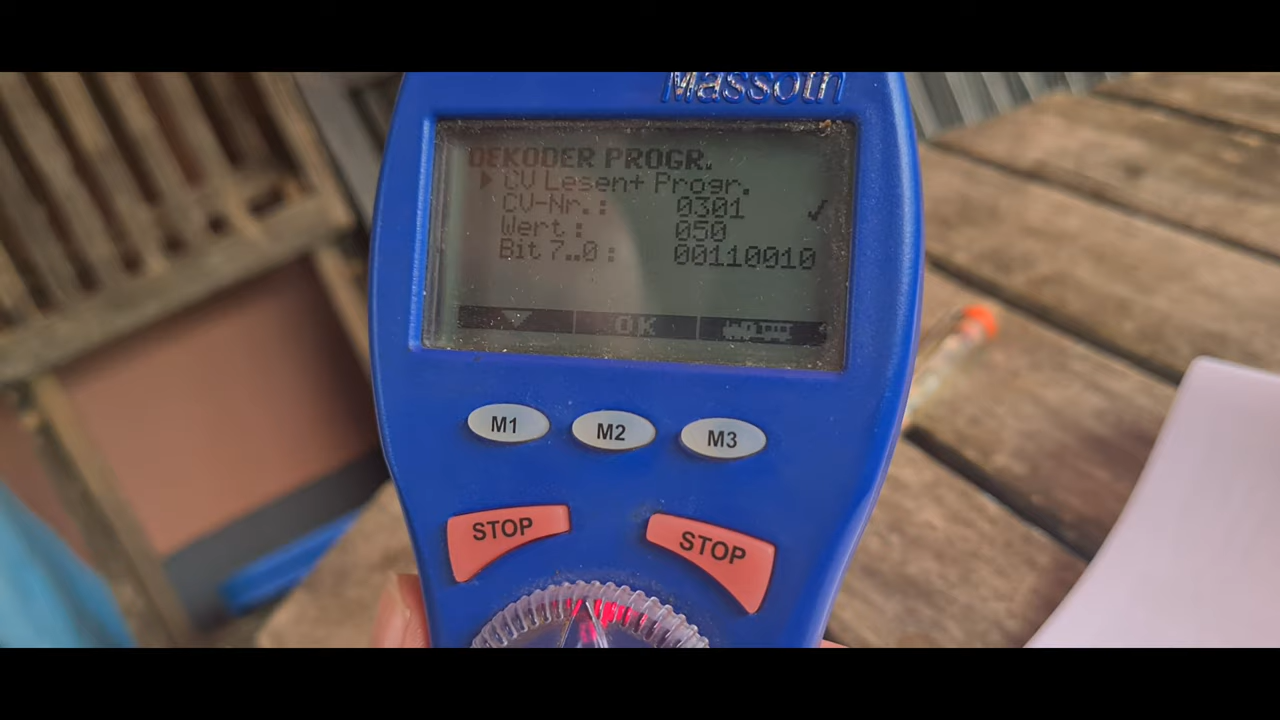 Massoth
DEKODER PROGR.
CV Lesen+ Progr.
CV-Nr.: 0301 ✓
Wert: 050
Bit 7..0: 00110010
OK
M1 M2 M3
STOP STOP